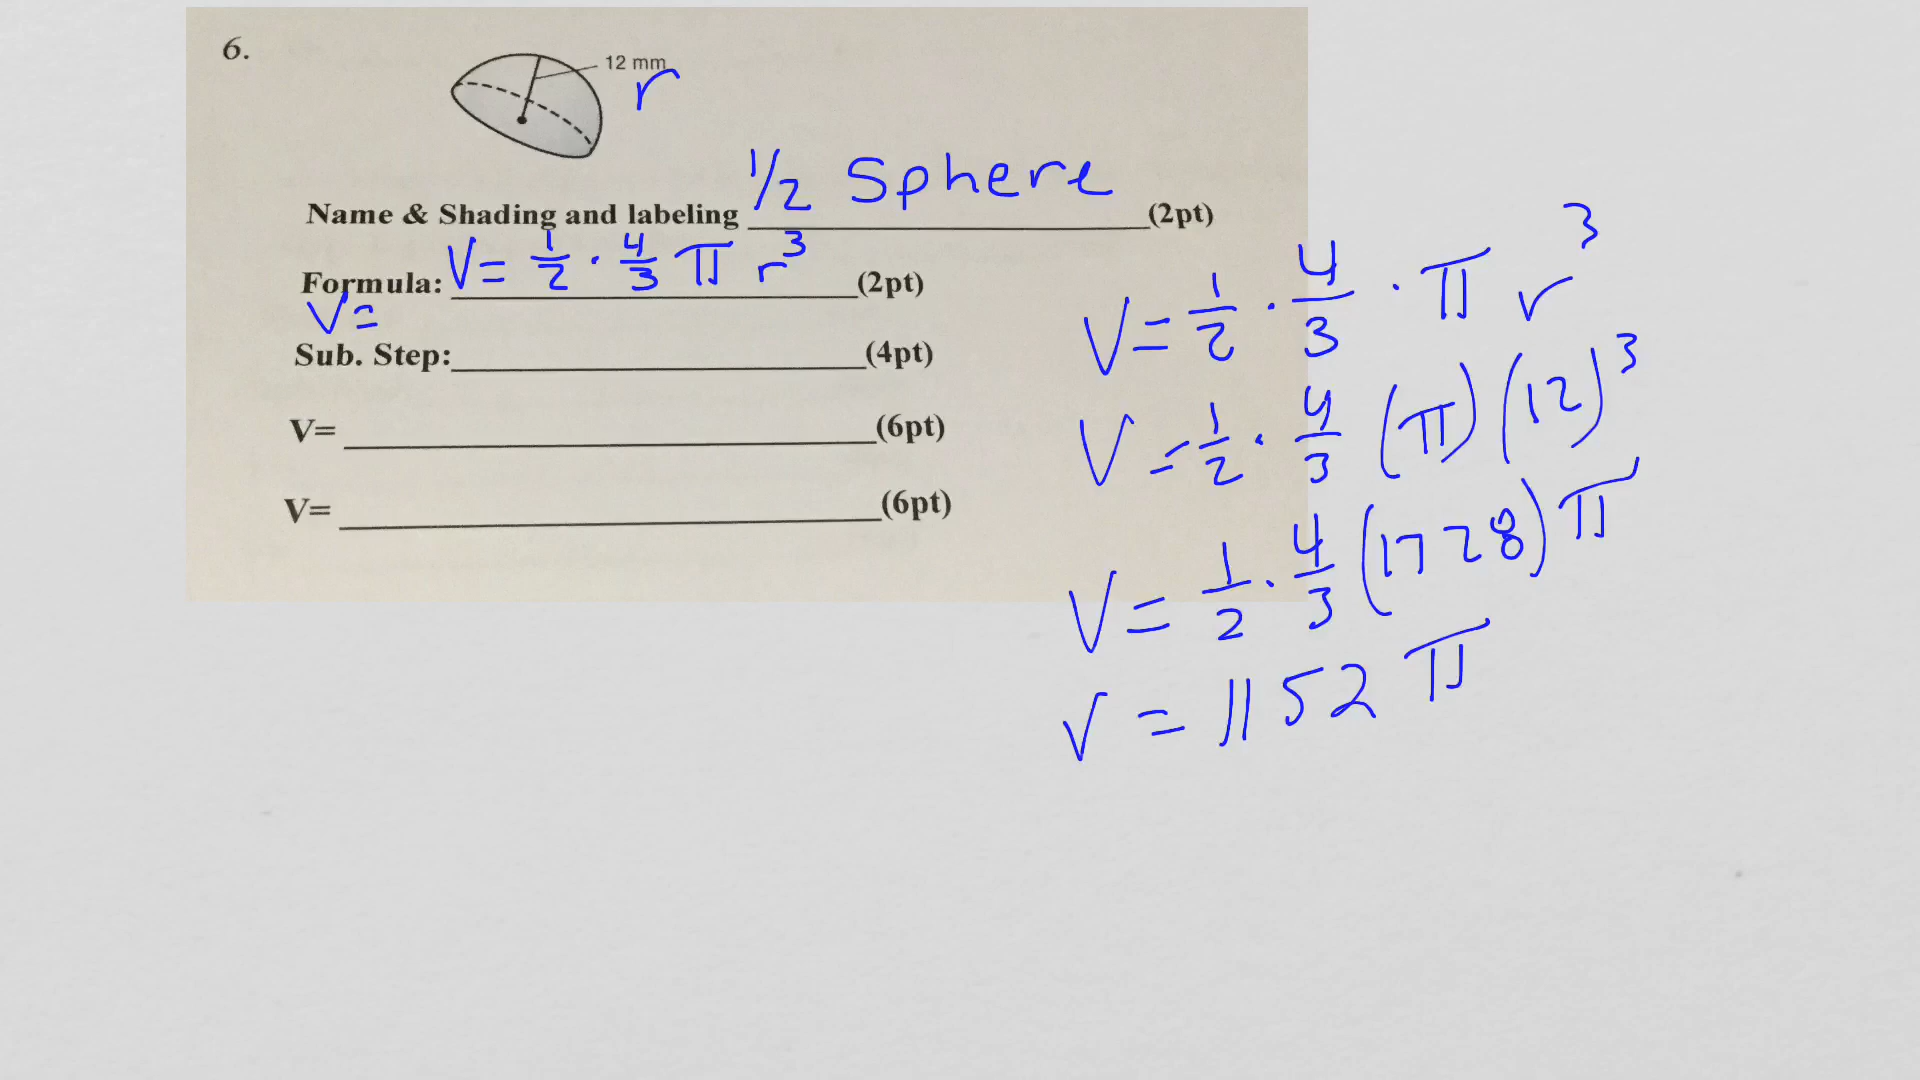 6.
12 mm
r
Name & Shading and labeling 1/2 Sphere (2pt)
Formula: V = 1/2 · 4/3 π r³ (2pt)
V =
Sub. Step: (4pt)
V= (6pt)
V= (6pt)
V = 1/2 · 4/3 · π r³
V = 1/2 · 4/3 (π) (12)³
V = 1/2 · 4/3 (1728) π
V = 1152 π